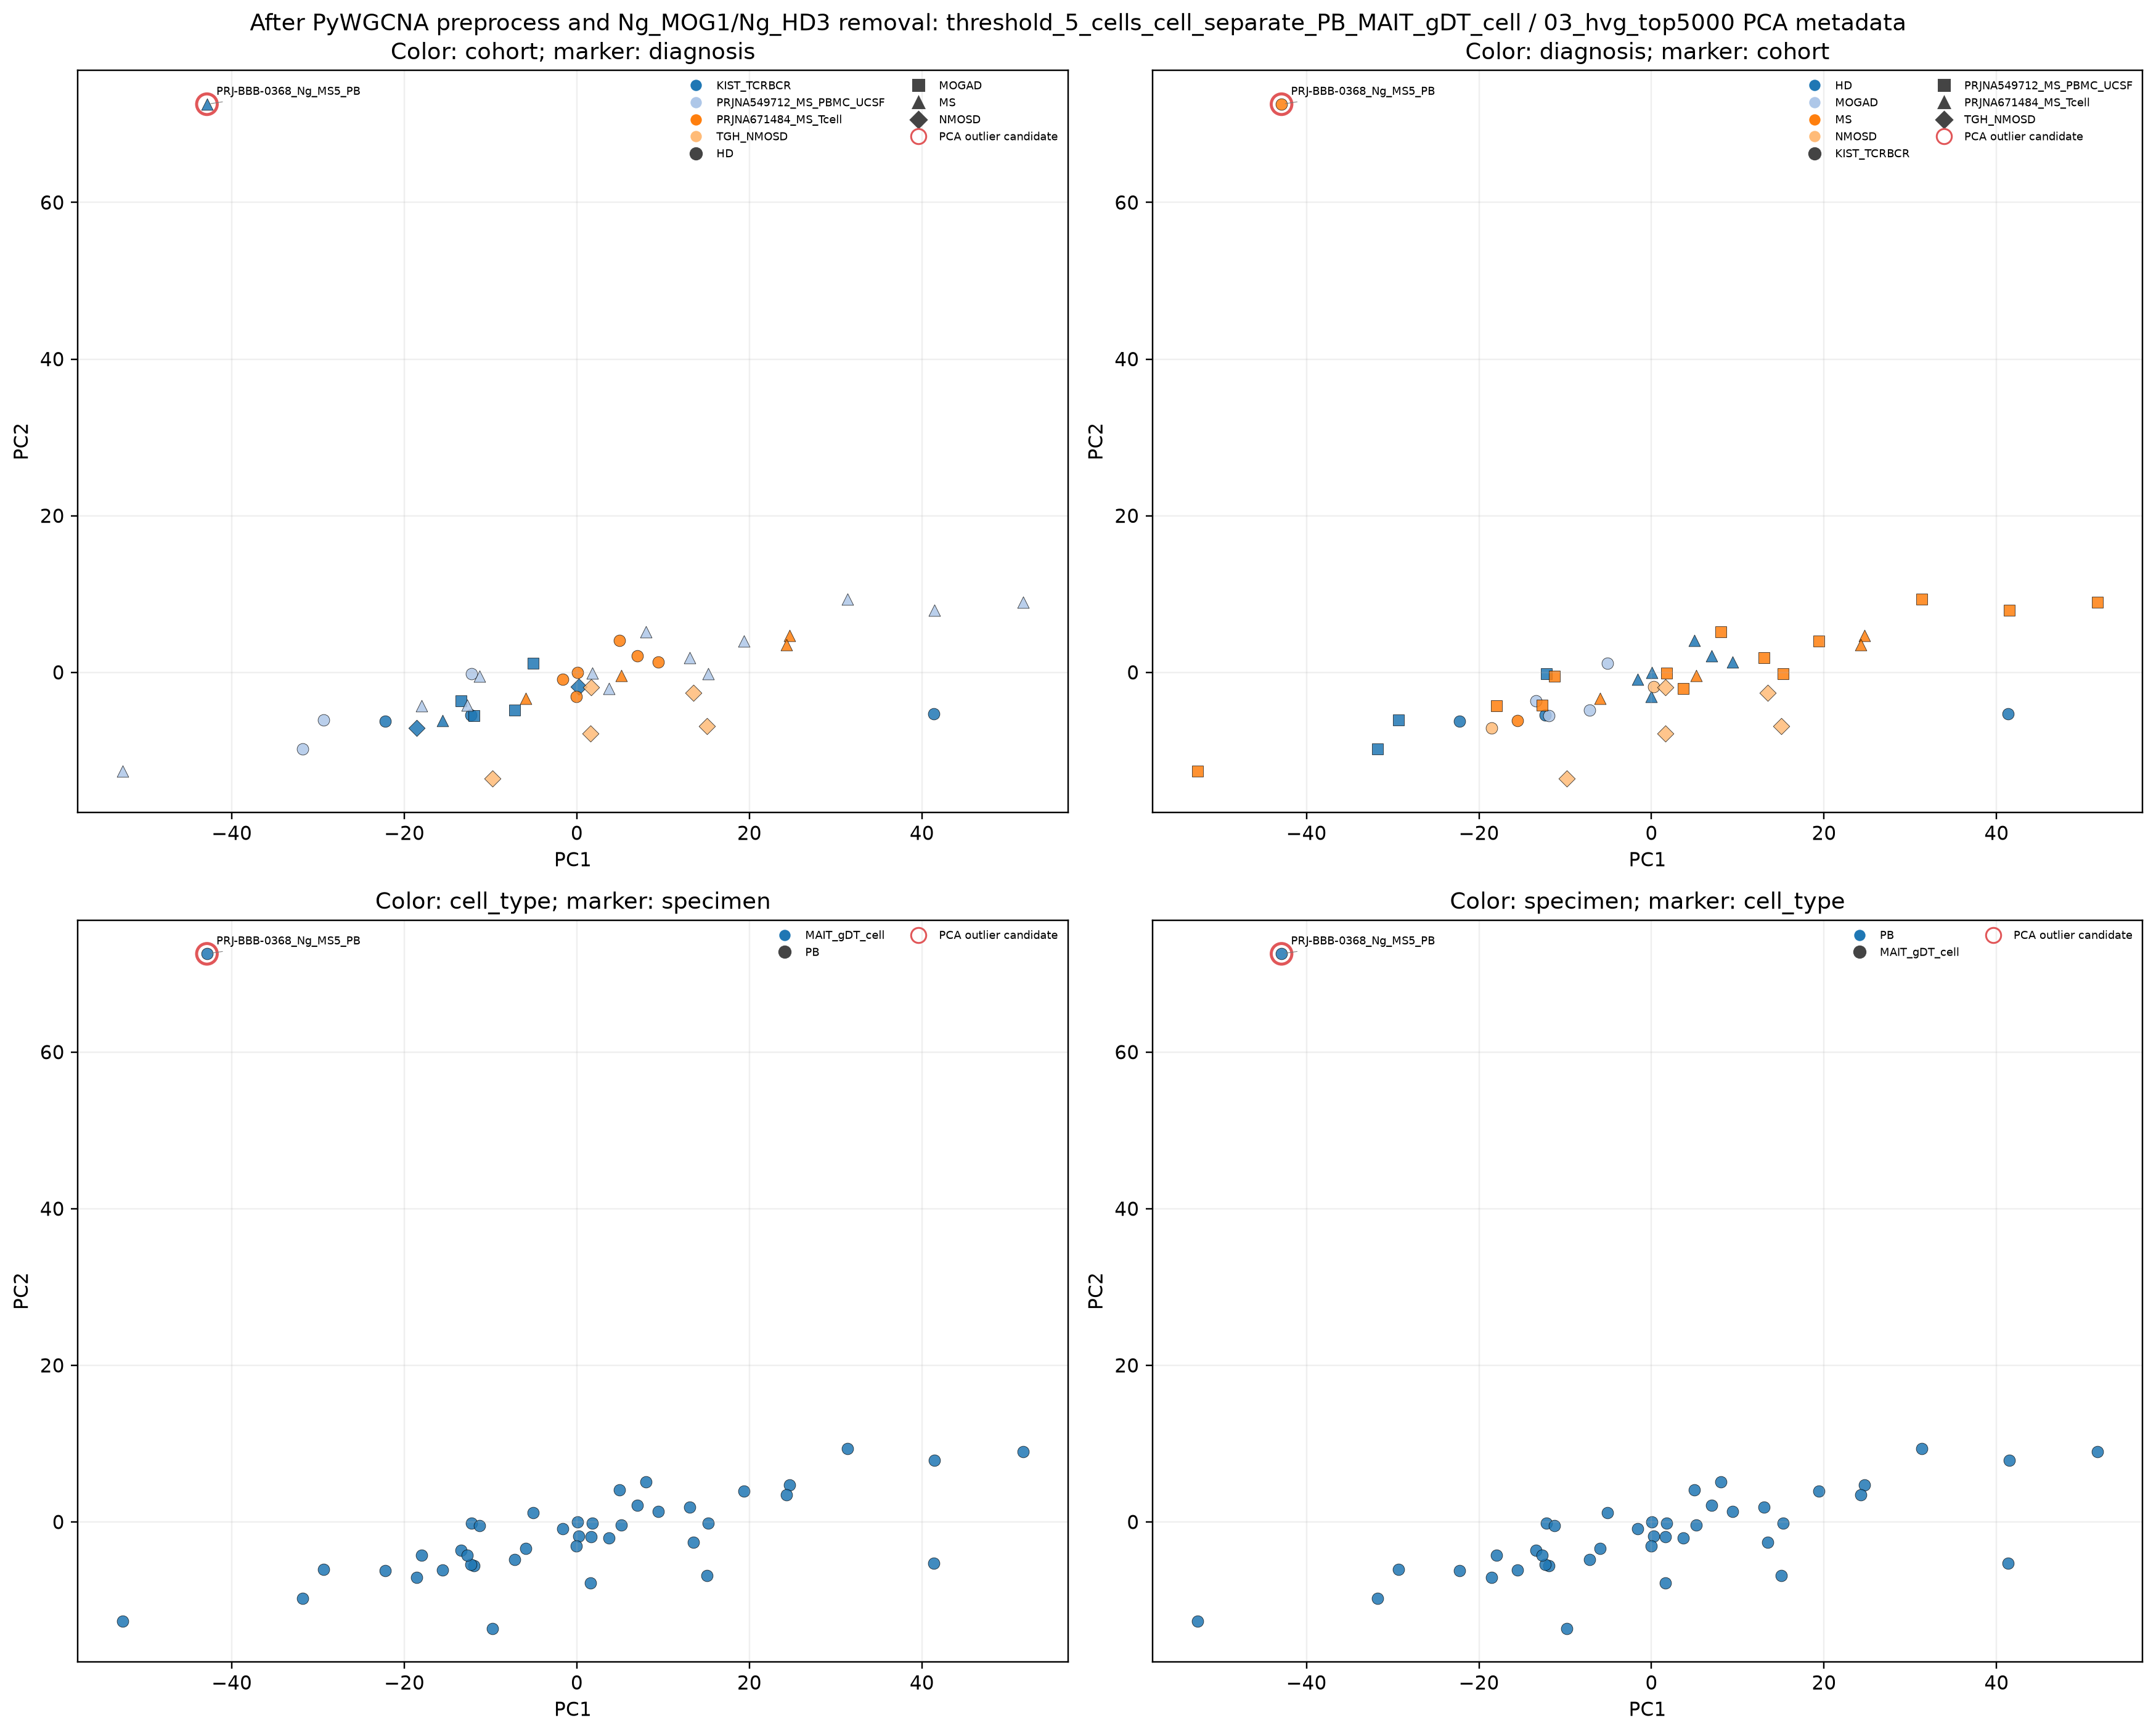 After PyWGCNA preprocess and Ng_MOG1/Ng_HD3 removal: threshold_5_cells_cell_separate_PB_MAIT_gDT_cell / 03_hvg_top5000 PCA metadata
Color: cohort; marker: diagnosis
PRJ-BBB-0368_Ng_MS5_PB
KIST_TCRBCR
PRJNA549712_MS_PBMC_UCSF
PRJNA671484_MS_Tcell
TGH_NMOSD
HD
MOGAD
MS
NMOSD
PCA outlier candidate
60
40
20
0
PC2
−40 −20 0 20 40
PC1
Color: diagnosis; marker: cohort
PRJ-BBB-0368_Ng_MS5_PB
HD
MOGAD
MS
NMOSD
KIST_TCRBCR
PRJNA549712_MS_PBMC_UCSF
PRJNA671484_MS_Tcell
TGH_NMOSD
PCA outlier candidate
60
40
20
0
PC2
−40 −20 0 20 40
PC1
Color: cell_type; marker: specimen
PRJ-BBB-0368_Ng_MS5_PB
MAIT_gDT_cell
PB
PCA outlier candidate
60
40
20
0
PC2
−40 −20 0 20 40
PC1
Color: specimen; marker: cell_type
PRJ-BBB-0368_Ng_MS5_PB
PB
MAIT_gDT_cell
PCA outlier candidate
60
40
20
0
PC2
−40 −20 0 20 40
PC1